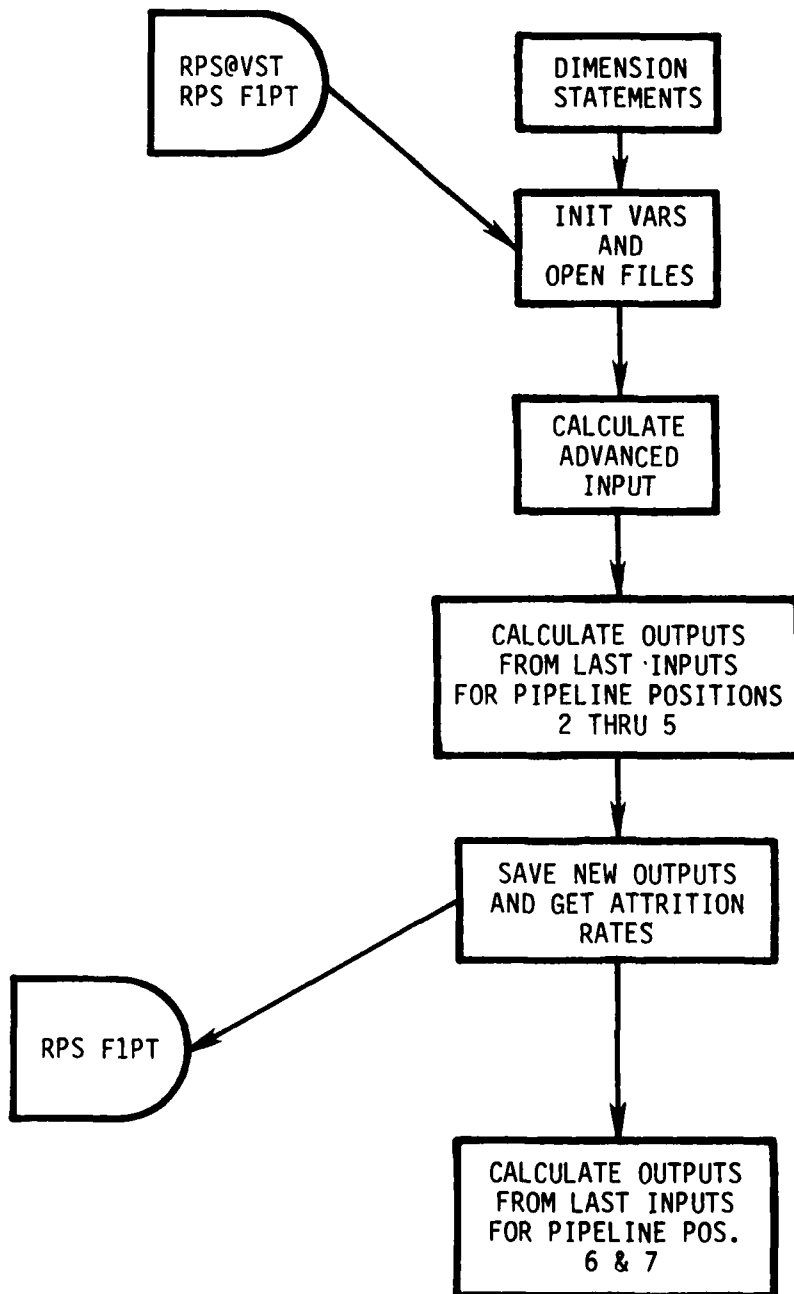 RPS@VST
RPS F1PT
DIMENSION
STATEMENTS
INIT VARS
AND
OPEN FILES
CALCULATE
ADVANCED
INPUT
CALCULATE OUTPUTS
FROM LAST INPUTS
FOR PIPELINE POSITIONS
2 THRU 5
SAVE NEW OUTPUTS
AND GET ATTRITION
RATES
RPS F1PT
CALCULATE OUTPUTS
FROM LAST INPUTS
FOR PIPELINE POS.
6 & 7